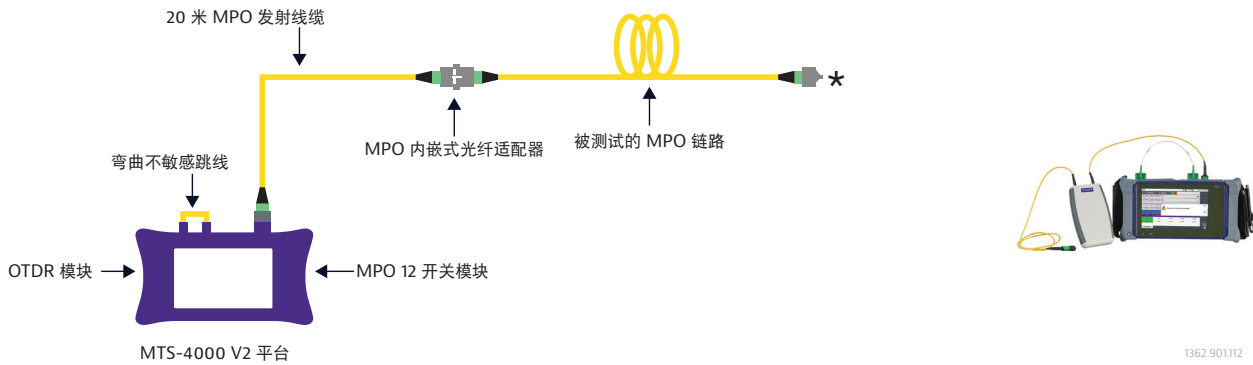 20 米 MPO 发射线缆
MPO 内嵌式光纤适配器
被测试的 MPO 链路
*
弯曲不敏感跳线
OTDR 模块
MPO 12 开关模块
MTS-4000 V2 平台
1362.901.112